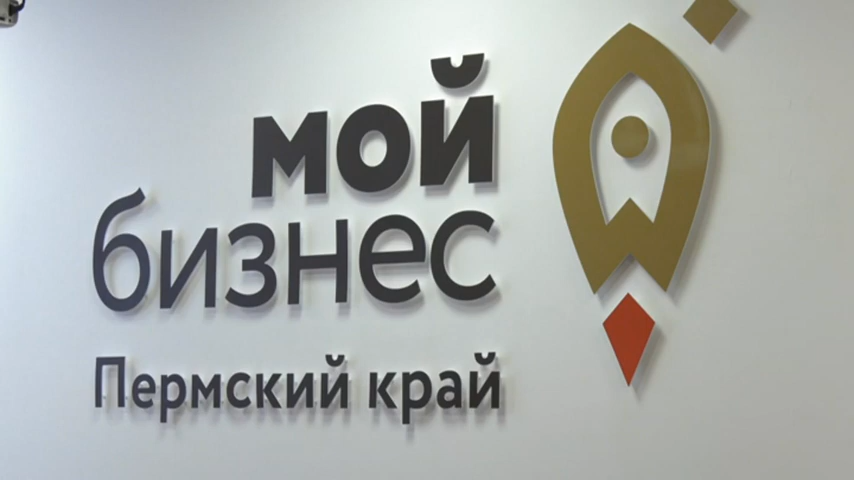 мой
бизнес
Пермский край